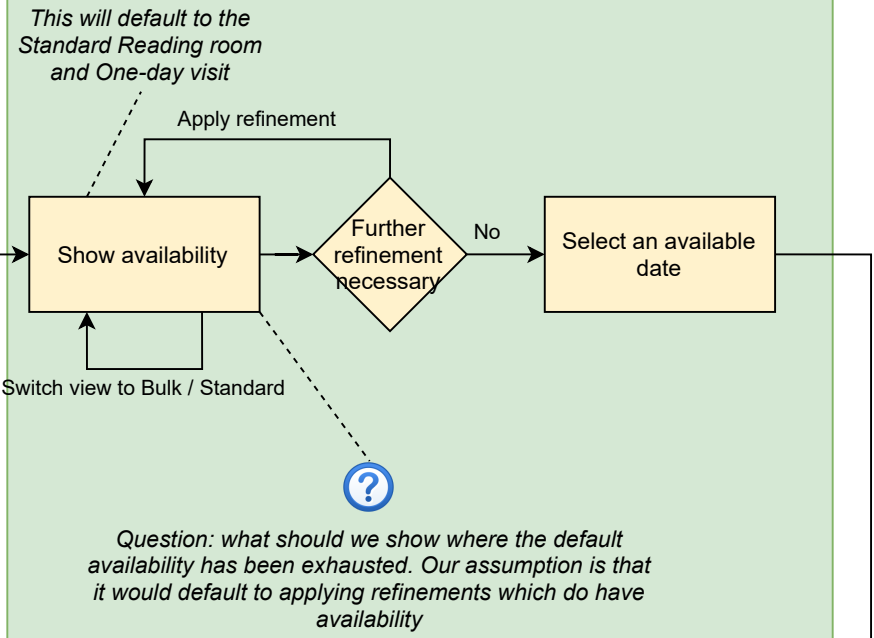 This will default to the
Standard Reading room
and One-day visit
Apply refinement
Show availability
Further
refinement
necessary
No
Select an available
date
Switch view to Bulk / Standard
?
Question: what should we show where the default
availability has been exhausted. Our assumption is that
it would default to applying refinements which do have
availability